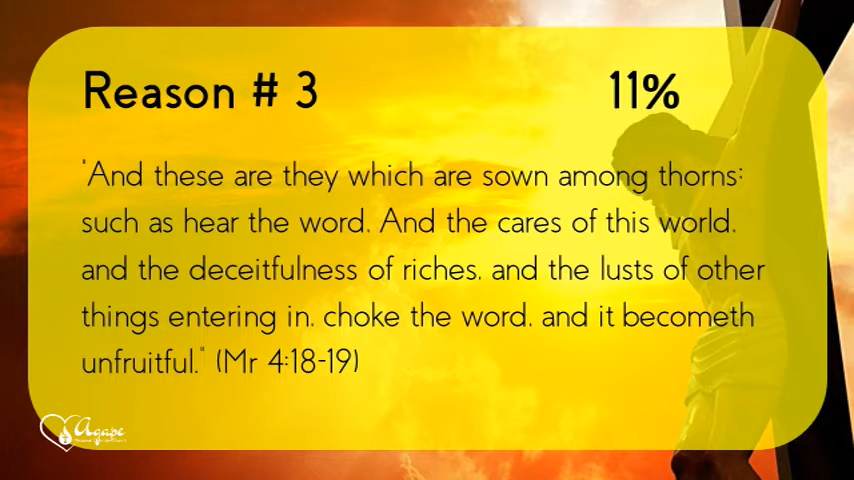 Reason # 3 11%
"And these are they which are sown among thorns;
such as hear the word, And the cares of this world,
and the deceitfulness of riches, and the lusts of other
things entering in, choke the word, and it becometh
unfruitful." (Mr 4:18-19)
Agape